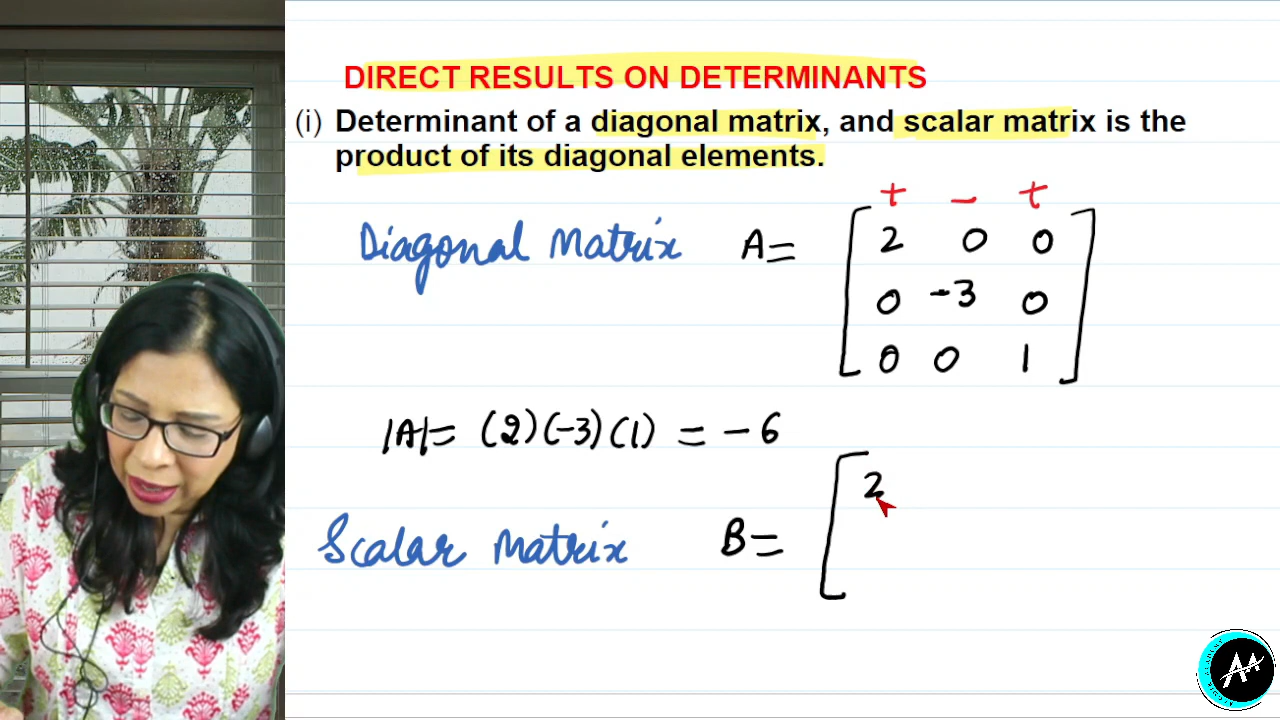 DIRECT RESULTS ON DETERMINANTS
(i) Determinant of a diagonal matrix, and scalar matrix is the
product of its diagonal elements.
+ - +
Diagonal Matrix A = [ 2 0 0
0 -3 0
0 0 1 ]
|A| = (2)(-3)(1) = -6
Scalar Matrix B = [ 2
AA